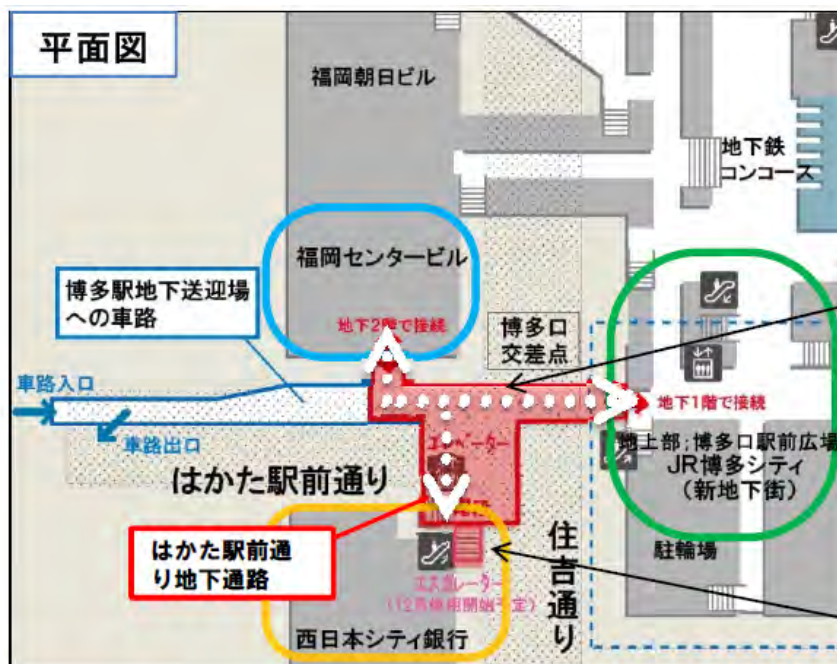 平面図
福岡朝日ビル
地下鉄
コンコース
福岡センタービル
博多駅地下送迎場
への車路
地下2階で接続
博多口
交差点
車路入口
地下1階で接続
車路出口
エレベーター
地上部:博多口駅前広場
JR博多シティ
(新地下街)
はかた駅前通り
はかた駅前通
り地下通路
住吉通り
駐輪場
エスカレーター
(12月供用開始予定)
西日本シティ銀行